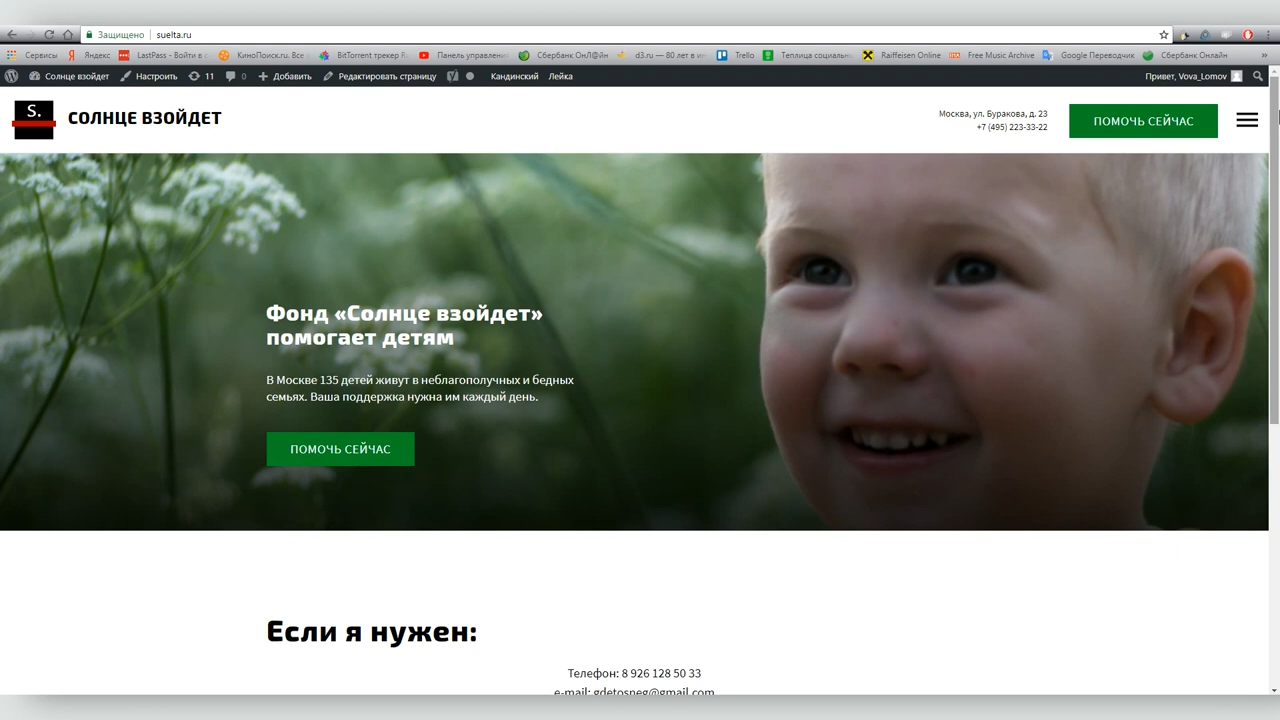 Защищено
suelta.ru
Сервисы
Яндекс
LastPass - Войти в с
КиноПоиск.ru. Все
BitTorrent трекер R
Панель управлени
Сбербанк ОнЛ@йн
d3.ru — 80 лет в и
Trello
Теплица социальн
Raiffeisen Online
Free Music Archive
Google Переводчик
Сбербанк Онлайн
»
Солнце взойдет
Настроить
11
0
Добавить
Редактировать страницу
Кандинский
Лейка
Привет, Vova_Lomov
S.
СОЛНЦЕ ВЗОЙДЕТ
Москва, ул. Буракова, д. 23
+7 (495) 223-33-22
ПОМОЧЬ СЕЙЧАС
Фонд «Солнце взойдет»
помогает детям
В Москве 135 детей живут в неблагополучных и бедных
семьях. Ваша поддержка нужна им каждый день.
ПОМОЧЬ СЕЙЧАС
Если я нужен:
Телефон: 8 926 128 50 33
e-mail: gdetosneg@gmail.com